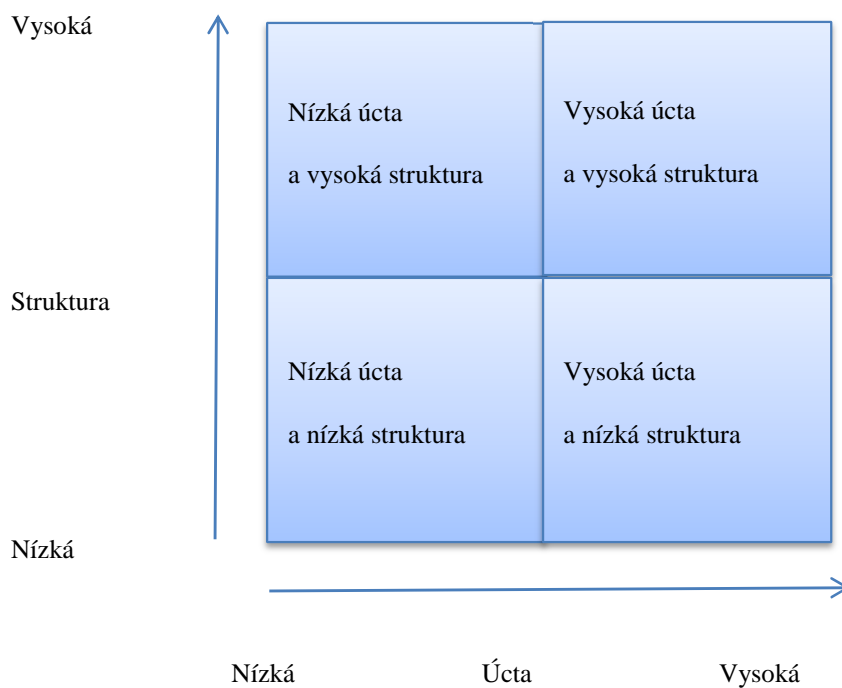 Vysoká
Nízká úcta
a vysoká struktura
Vysoká úcta
a vysoká struktura
Struktura
Nízká úcta
a nízká struktura
Vysoká úcta
a nízká struktura
Nízká
Nízká Úcta Vysoká